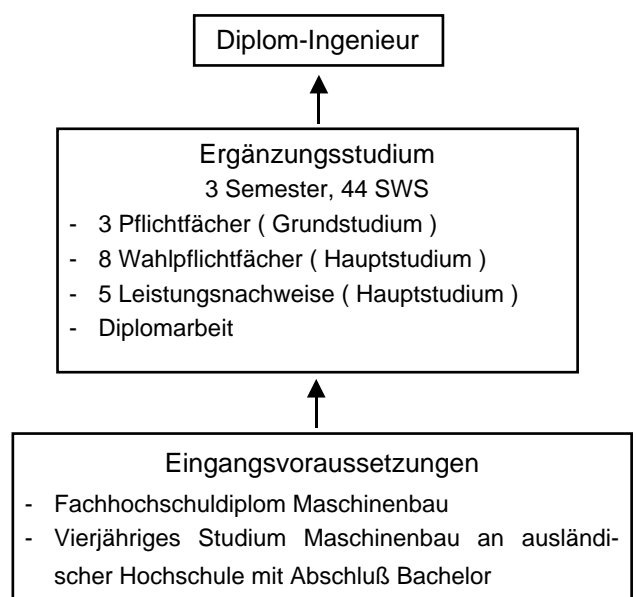 Diplom-Ingenieur
Ergänzungsstudium
3 Semester, 44 SWS
- 3 Pflichtfächer ( Grundstudium )
- 8 Wahlpflichtfächer ( Hauptstudium )
- 5 Leistungsnachweise ( Hauptstudium )
- Diplomarbeit
Eingangsvoraussetzungen
- Fachhochschuldiplom Maschinenbau
- Vierjähriges Studium Maschinenbau an ausländi-
scher Hochschule mit Abschluß Bachelor